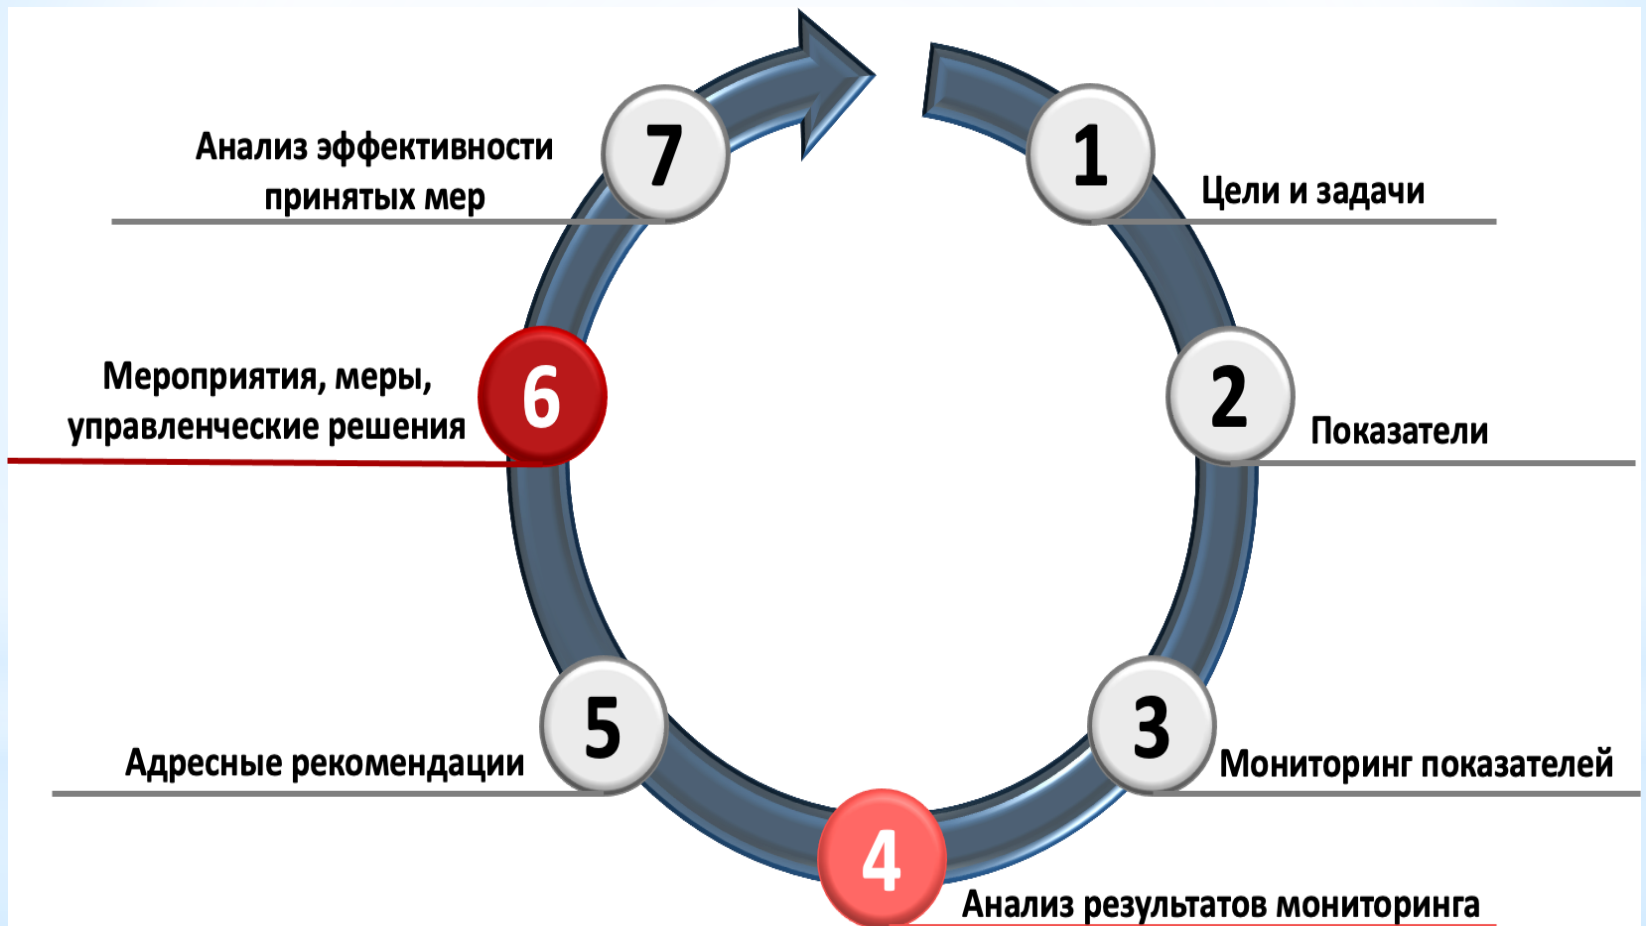 1
Цели и задачи
2
Показатели
3
Мониторинг показателей
4
Анализ результатов мониторинга
5
Адресные рекомендации
6
Мероприятия, меры,
управленческие решения
7
Анализ эффективности
принятых мер